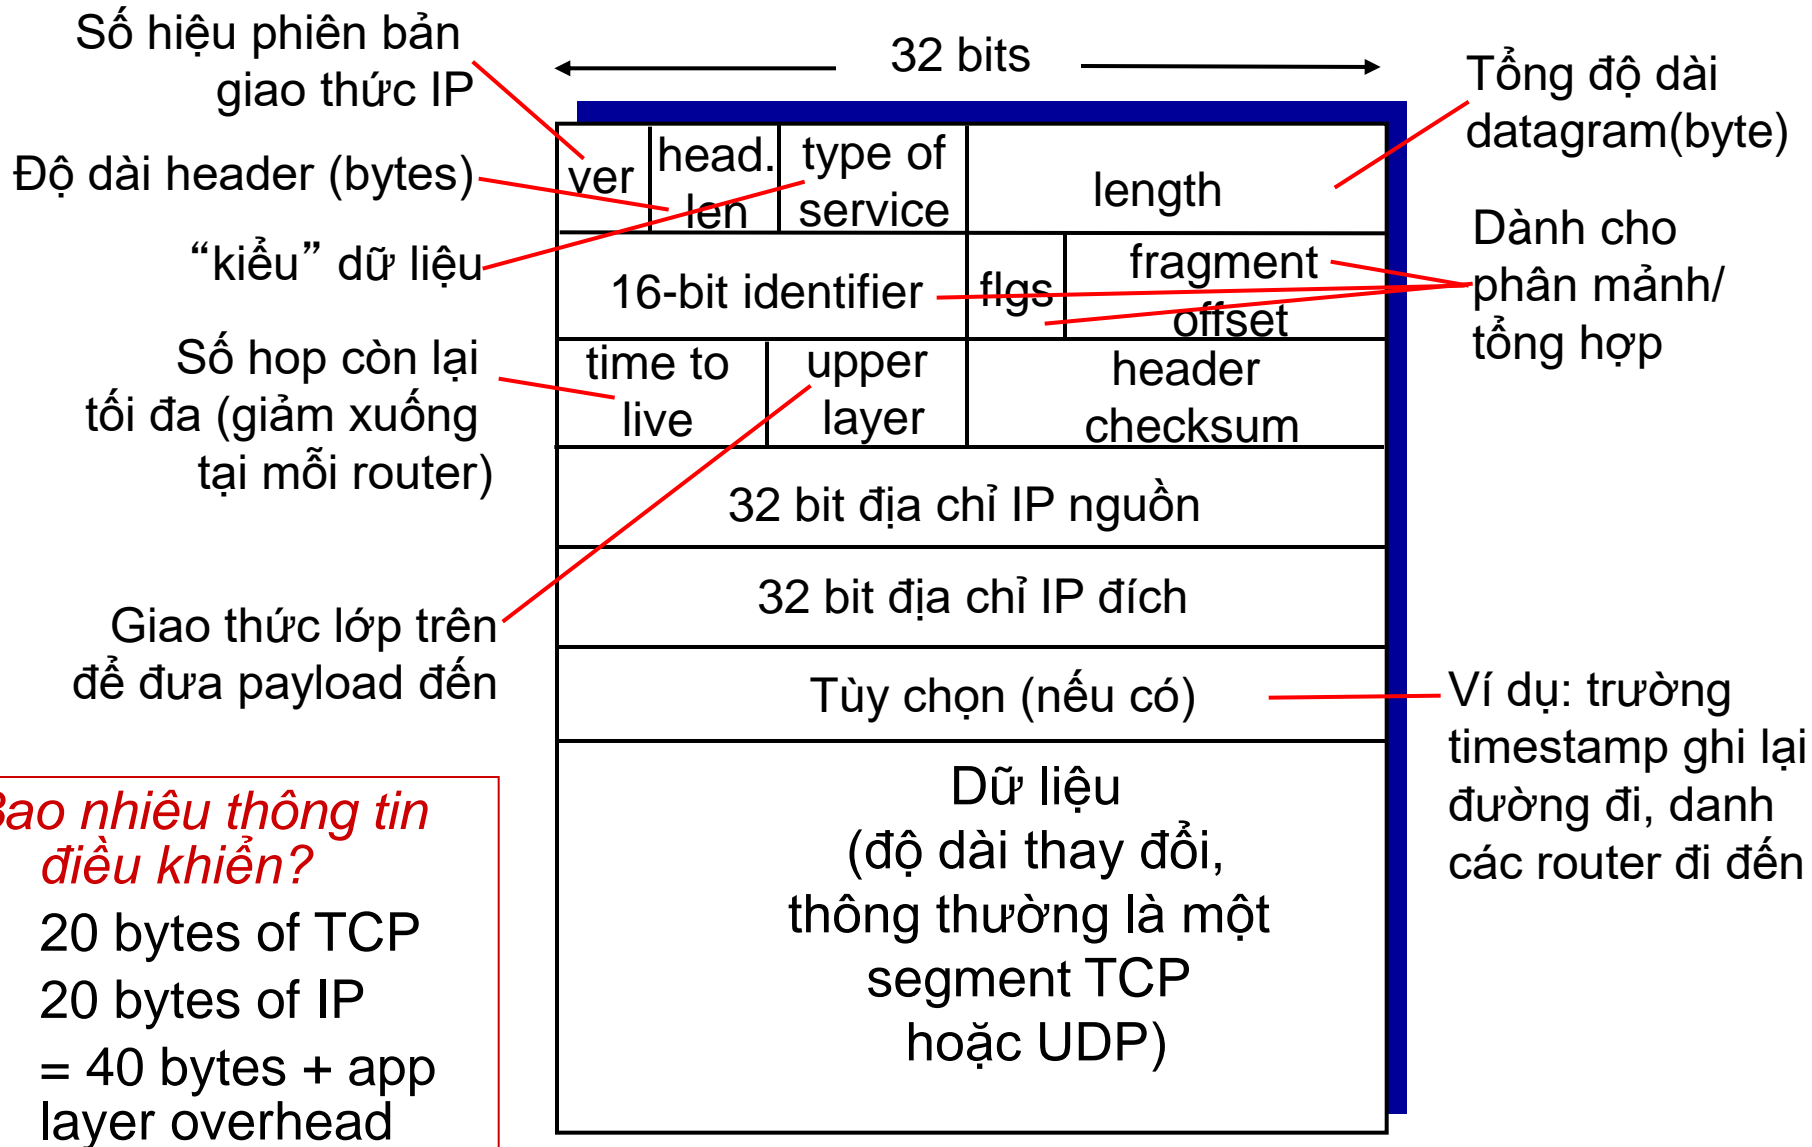 Số hiệu phiên bản
giao thức IP
32 bits
Tổng độ dài
datagram(byte)
Độ dài header (bytes)
ver
head.
len
type of
service
length
"kiểu" dữ liệu
16-bit identifier
flgs
fragment
offset
Dành cho
phân mảnh/
tổng hợp
Số hop còn lại
tối đa (giảm xuống
tại mỗi router)
time to
live
upper
layer
header
checksum
32 bit địa chỉ IP nguồn
32 bit địa chỉ IP đích
Giao thức lớp trên
để đưa payload đến
Tùy chọn (nếu có)
Ví dụ: trường
timestamp ghi lại
đường đi, danh
các router đi đến
Dữ liệu
(độ dài thay đổi,
thông thường là một
segment TCP
hoặc UDP)
Bao nhiêu thông tin
điều khiển?
20 bytes of TCP
20 bytes of IP
= 40 bytes + app
layer overhead